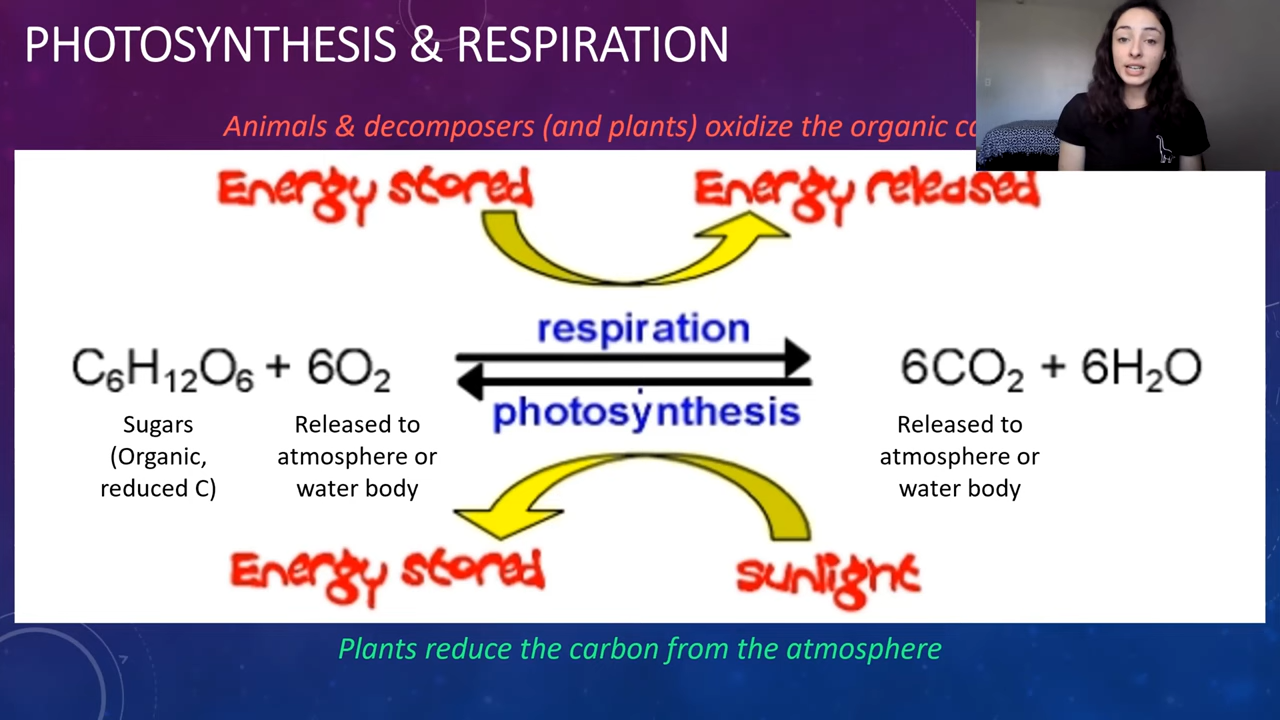 PHOTOSYNTHESIS & RESPIRATION
Animals & decomposers (and plants) oxidize the organic
Energy stored
Energy released
respiration
C₆H₁₂O₆ + 6O₂
6CO₂ + 6H₂O
photosynthesis
Sugars
(Organic,
reduced C)
Released to
atmosphere or
water body
Released to
atmosphere or
water body
Energy stored
sunlight
Plants reduce the carbon from the atmosphere